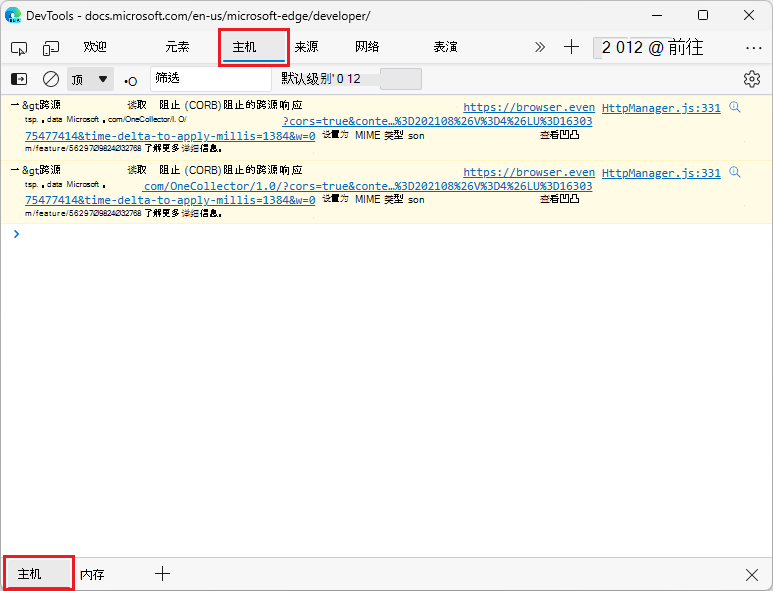 DevTools - docs.microsoft.com/en-us/microsoft-edge/developer/
欢迎 元素 主机 来源 网络 表演 2 012 @ 前往
顶 筛选 默认级别' 0 12
&gt跨源 读取 阻止 (CORB) 阻止的跨源响应 https://browser.even HttpManager.js:331
tsp. data Microsoft 。com/OneCollector/l. O/ ?cors=true&conte…%3D202108%26V%3D4%26LU%3D16303
75477414&time-delta-to-apply-millis=1384&w=0 设置为 MIME 类型 son 查看凹凸
m/feature/5629709824032768 了解更多详细信息。
&gt跨源 读取 阻止 (CORB) 阻止的跨源响应 https://browser.even HttpManager.js:331
tsp. data Microsoft 。 com/OneCollector/1.0/?cors=true&conte…%3D202108%26V%3D4%26LU%3D16303
75477414&time-delta-to-apply-millis=1384&w=0 设置为 MIME 类型 son 查看凹凸
m/feature/5629709824032768 了解更多详细信息。
主机 内存